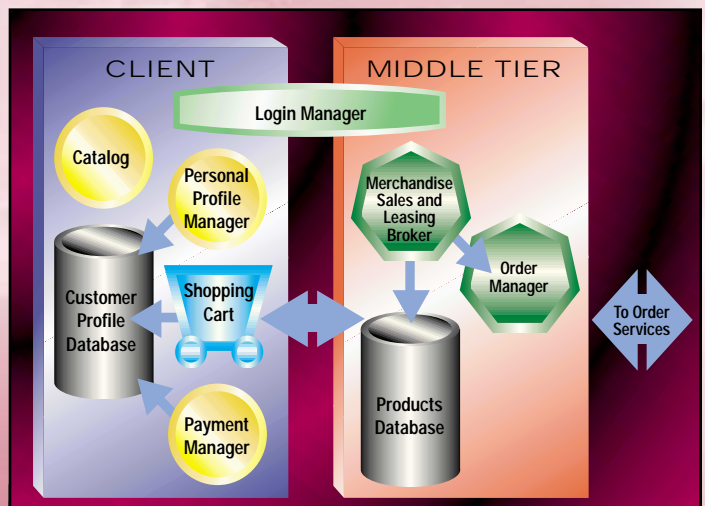 CLIENT
MIDDLE TIER
Login Manager
Catalog
Personal
Profile
Manager
Merchandise
Sales and
Leasing
Broker
Order
Manager
Customer
Profile
Database
Shopping
Cart
To Order
Services
Products
Database
Payment
Manager